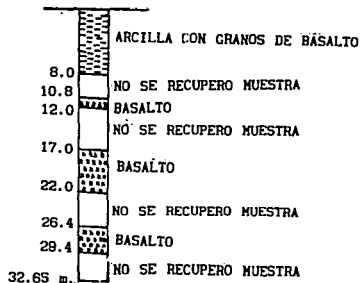 ARCILLA CON GRANOS DE BASALTO
8.0
NO SE RECUPERO MUESTRA
10.8
12.0 BASALTO
NO SE RECUPERO MUESTRA
17.0
BASALTO
22.0
NO SE RECUPERO MUESTRA
26.4
BASALTO
29.4
NO SE RECUPERO MUESTRA
32.65 m.